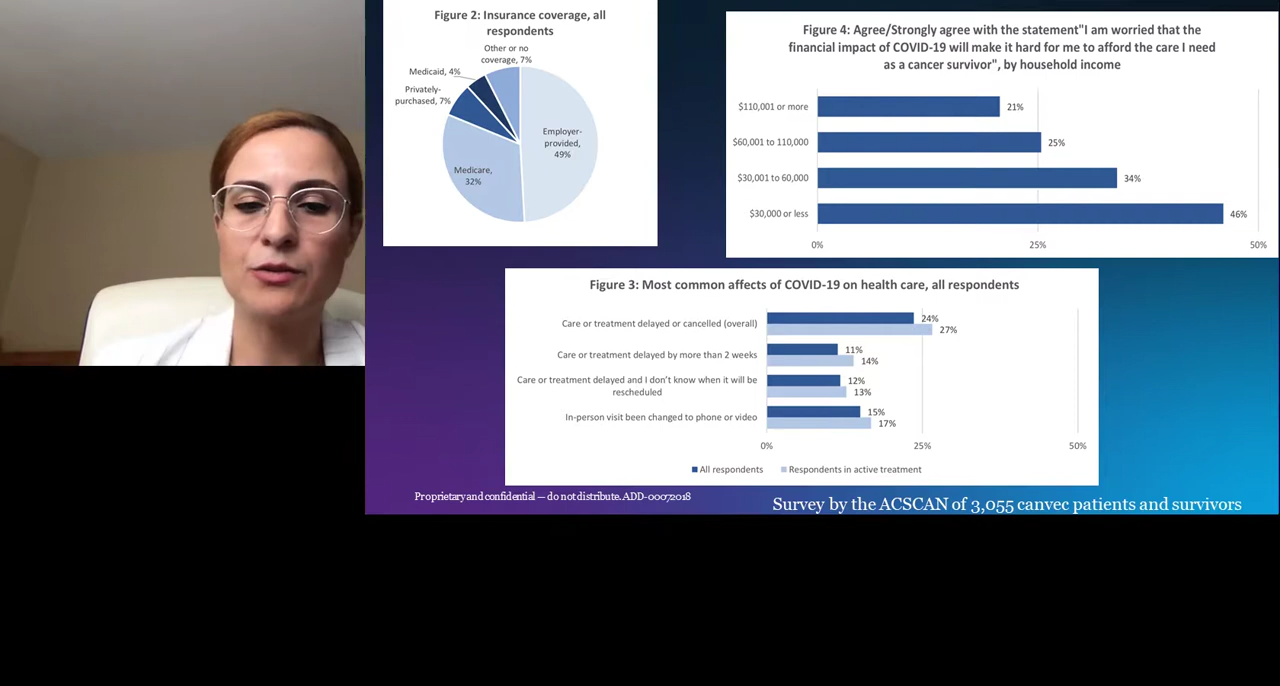 Figure 2: Insurance coverage, all
respondents
Other or no
coverage, 7%
Medicaid, 4%
Privately-
purchased, 7%
Employer-
provided,
49%
Medicare,
32%
Figure 4: Agree/Strongly agree with the statement"I am worried that the
financial impact of COVID-19 will make it hard for me to afford the care I need
as a cancer survivor", by household income
$110,001 or more
21%
$60,001 to 110,000
25%
$30,001 to 60,000
34%
$30,000 or less
46%
0%
25%
50%
Figure 3: Most common affects of COVID-19 on health care, all respondents
Care or treatment delayed or cancelled (overall)
24%
27%
Care or treatment delayed by more than 2 weeks
11%
14%
Care or treatment delayed and I don't know when it will be
rescheduled
12%
13%
In-person visit been changed to phone or video
15%
17%
0%
25%
50%
All respondents
Respondents in active treatment
Proprietary and confidential — do not distribute. ADD-00072018
Survey by the ACSCAN of 3,055 canvec patients and survivors